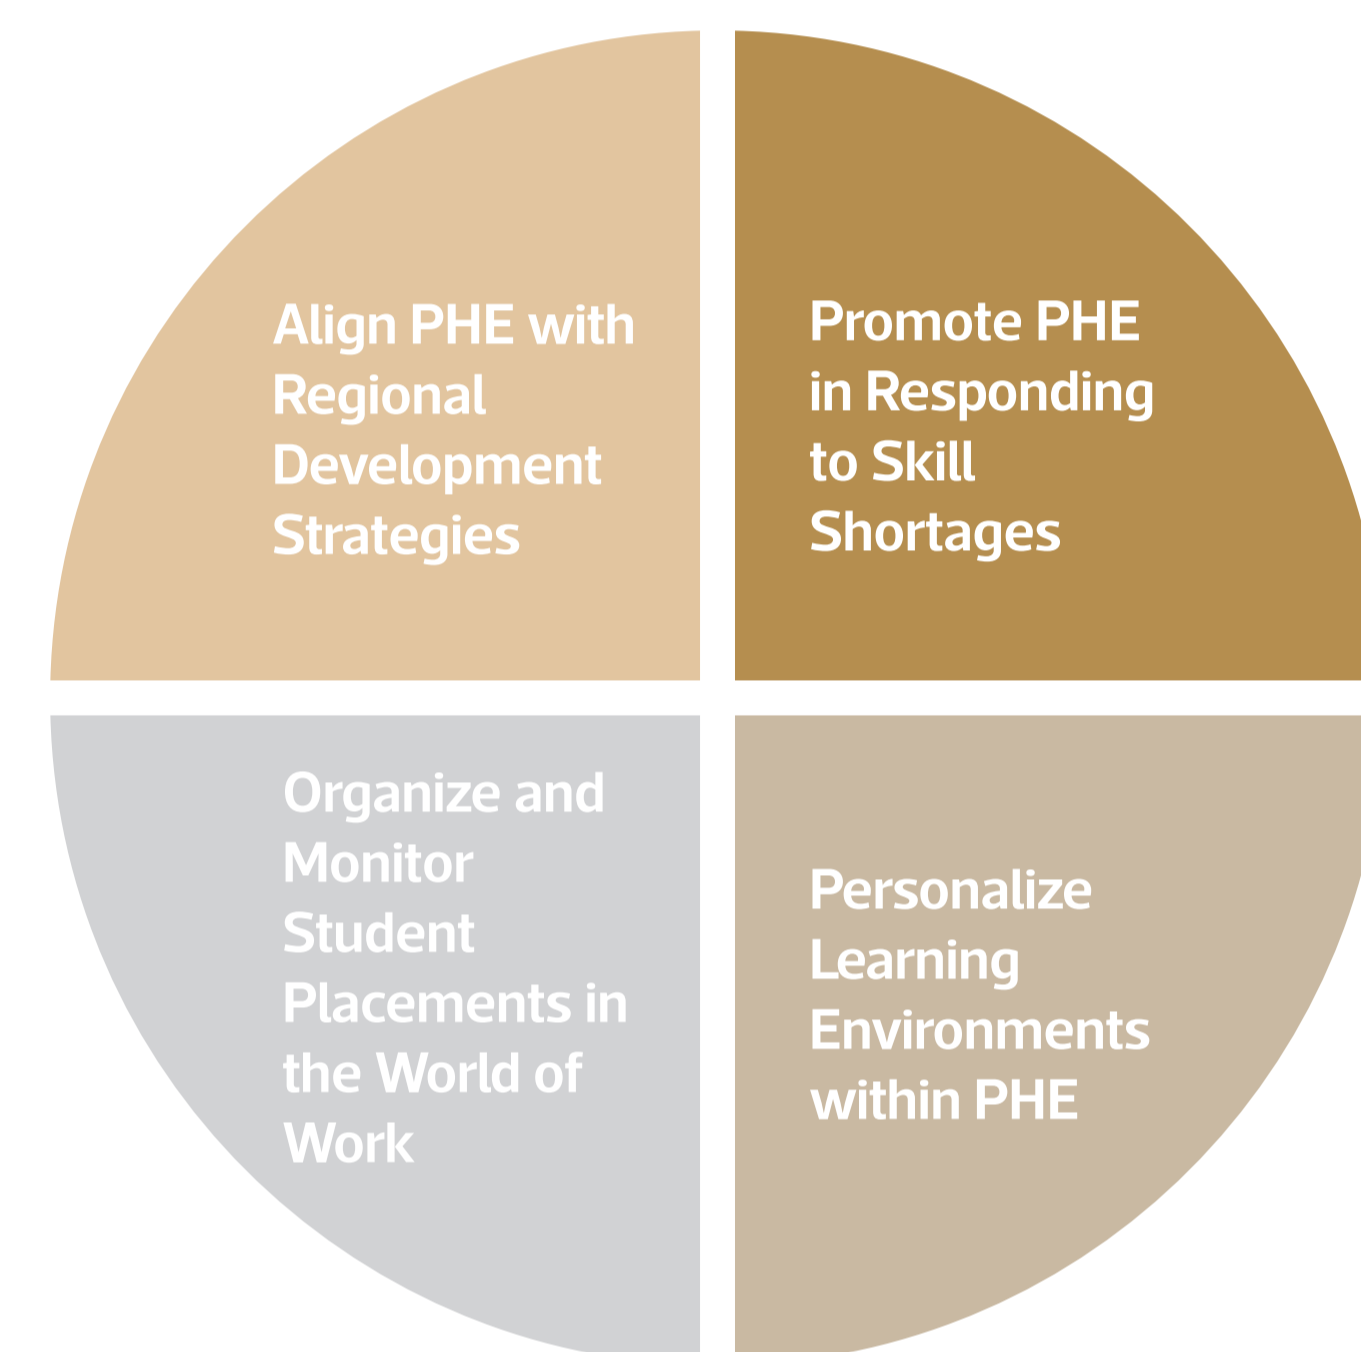 Align PHE with
Regional
Development
Strategies
Promote PHE
in Responding
to Skill
Shortages
Organize and
Monitor
Student
Placements in
the World of
Work
Personalize
Learning
Environments
within PHE